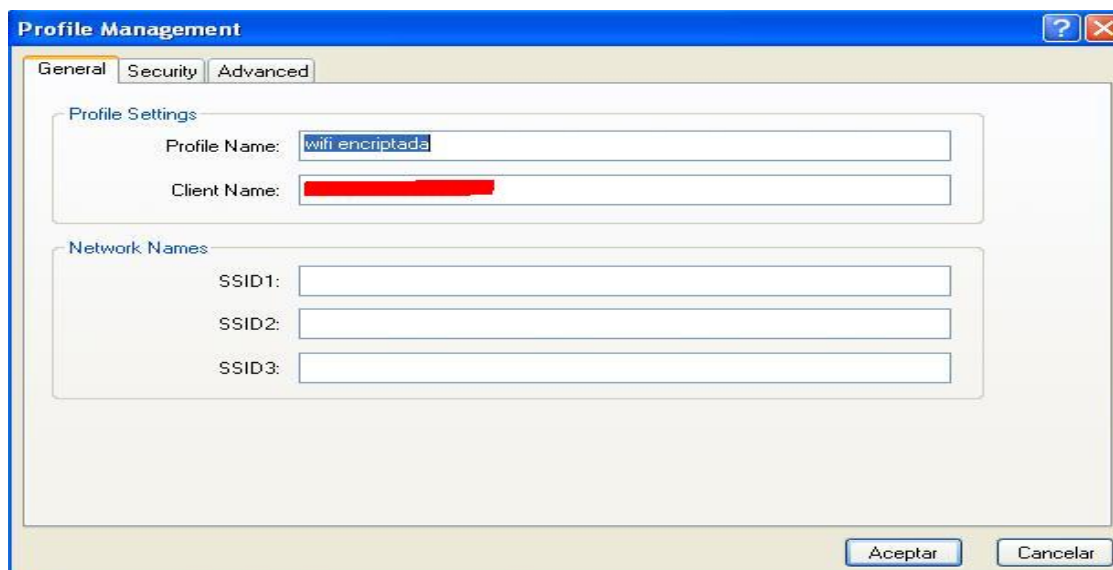 Profile Management
General Security Advanced
Profile Settings
Profile Name: wifi encriptada
Client Name:
Network Names
SSID1:
SSID2:
SSID3:
Aceptar Cancelar